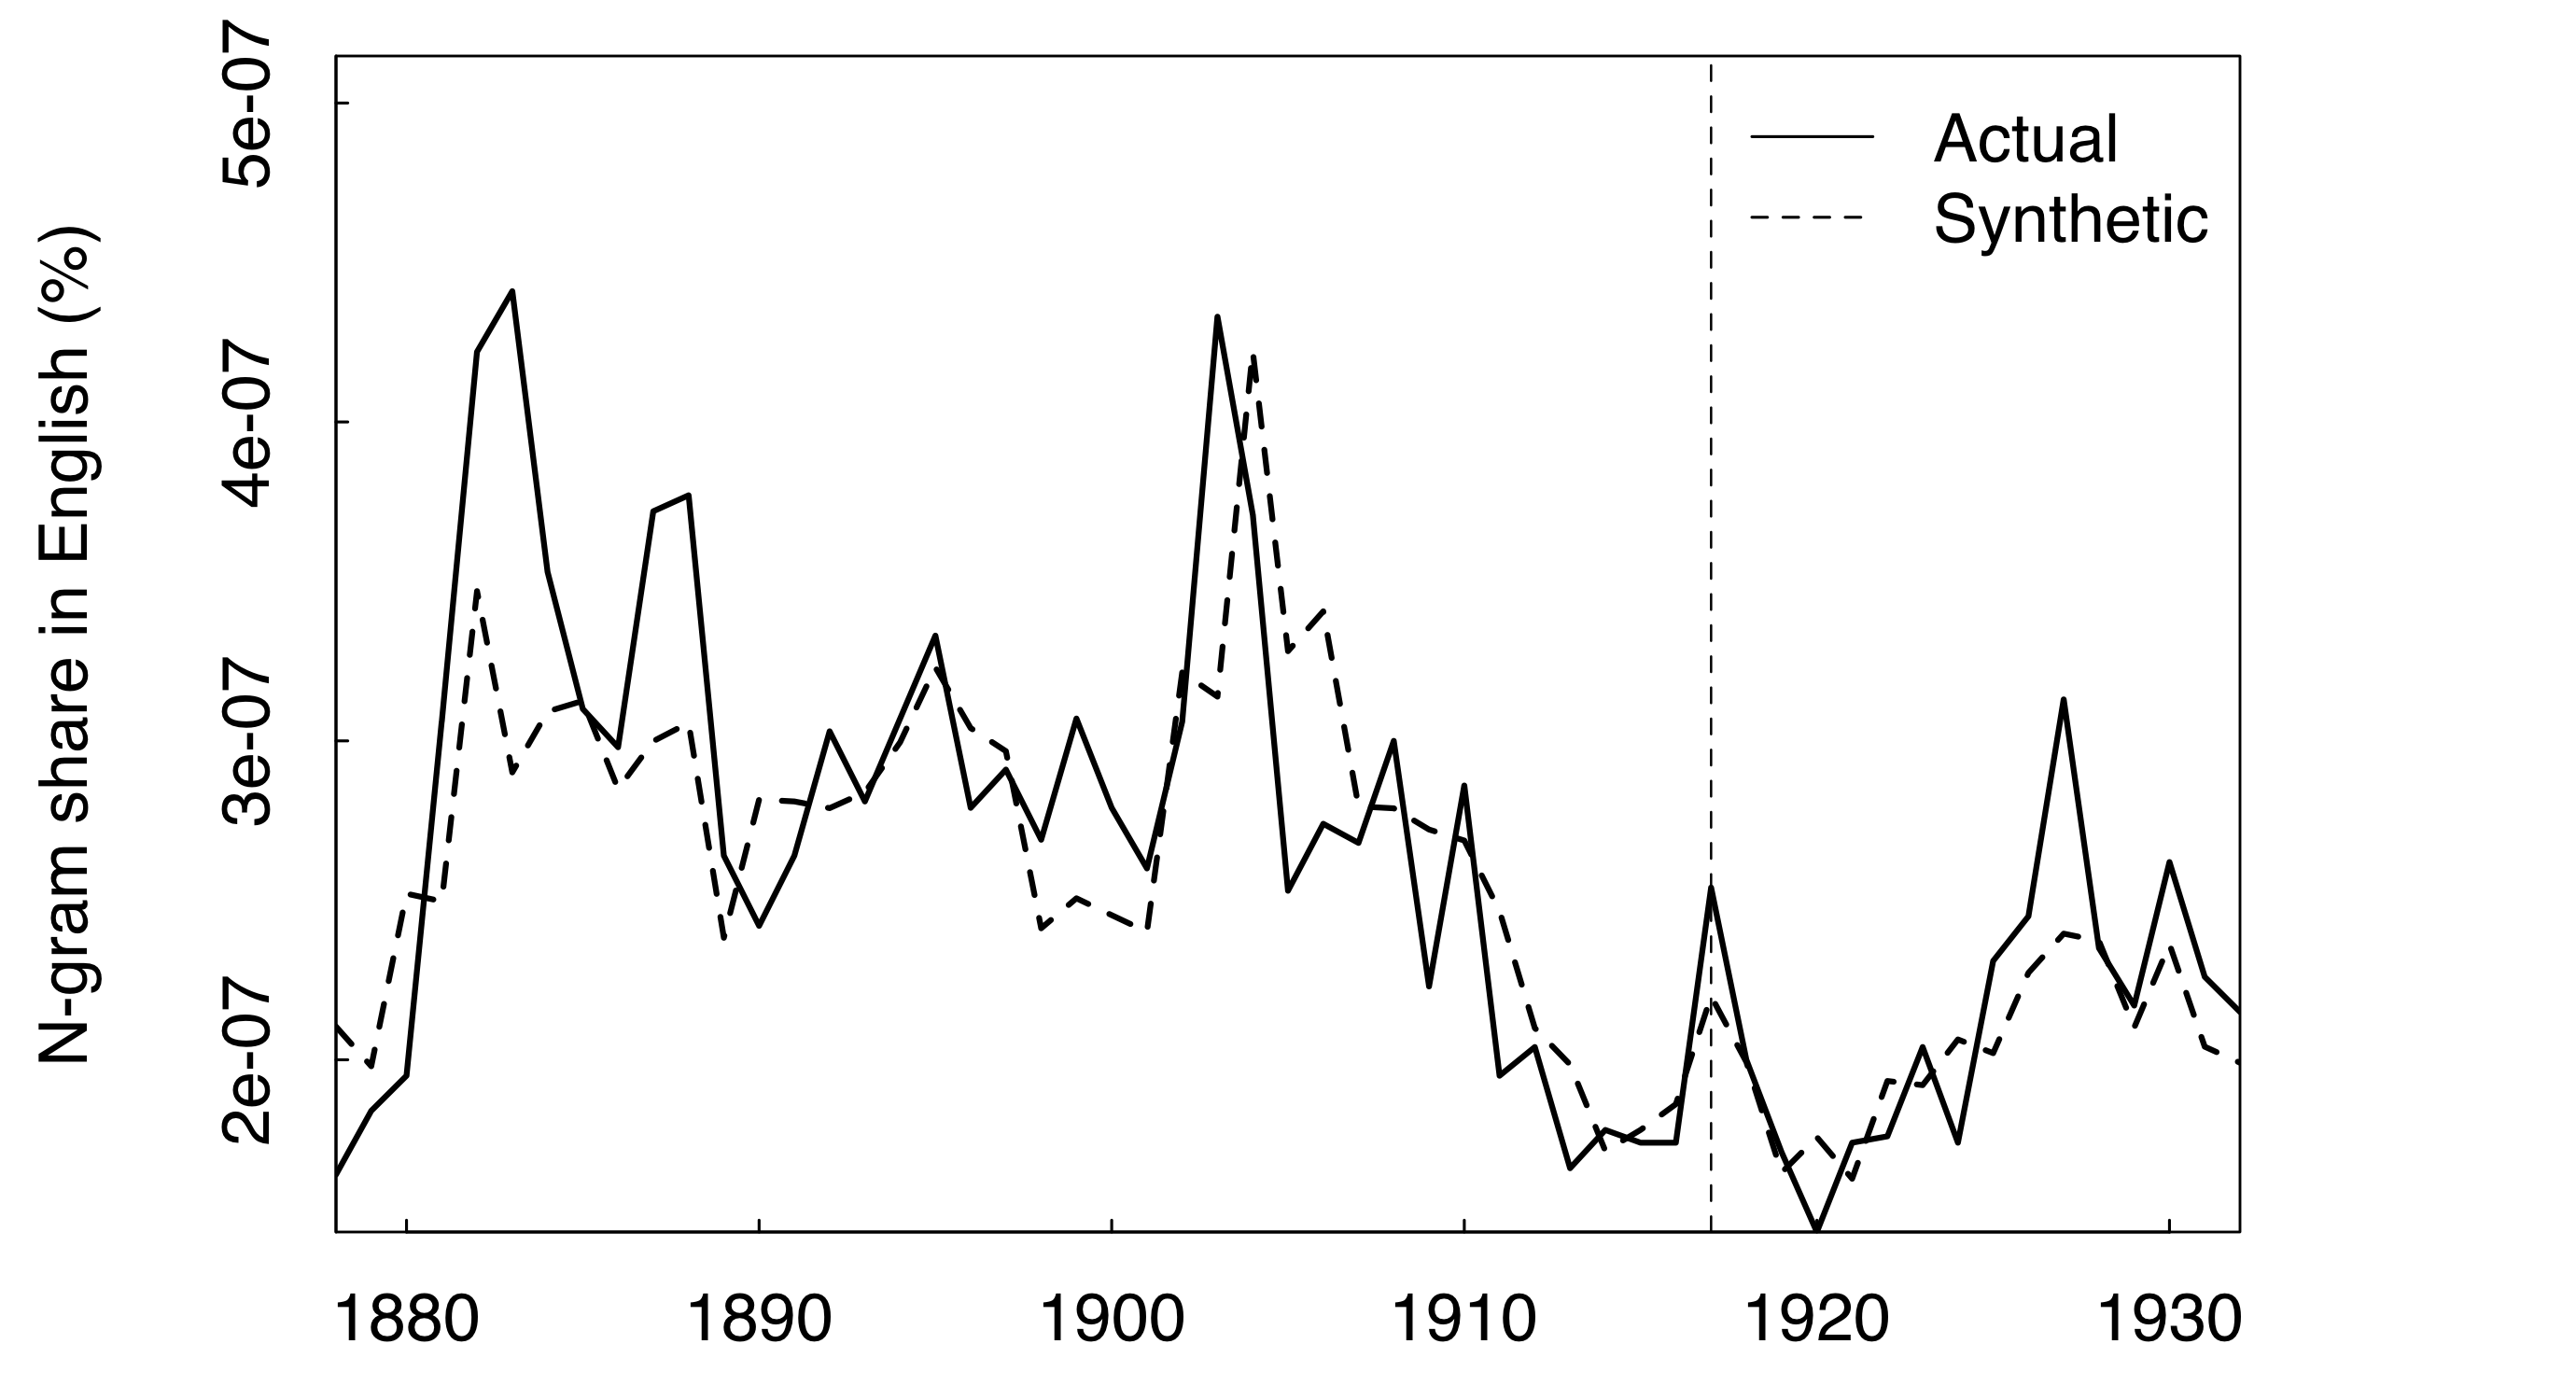 N-gram share in English (%)
5e-07
4e-07
3e-07
2e-07
Actual
Synthetic
1880 1890 1900 1910 1920 1930